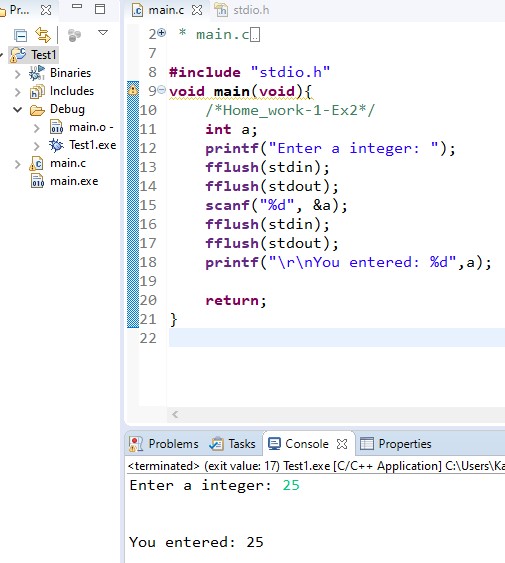 Pr...
Test1
Binaries
Includes
Debug
main.o -
Test1.exe
main.c
main.exe
main.c stdio.h
2 * main.c
7
8 #include "stdio.h"
9 void main(void){
10 /*Home_work-1-Ex2*/
11 int a;
12 printf("Enter a integer: ");
13 fflush(stdin);
14 fflush(stdout);
15 scanf("%d", &a);
16 fflush(stdin);
17 fflush(stdout);
18 printf("\r\nYou entered: %d",a);
19
20 return;
21 }
22
Problems Tasks Console Properties
<terminated> (exit value: 17) Test1.exe [C/C++ Application] C:\Users\Ka
Enter a integer: 25
You entered: 25